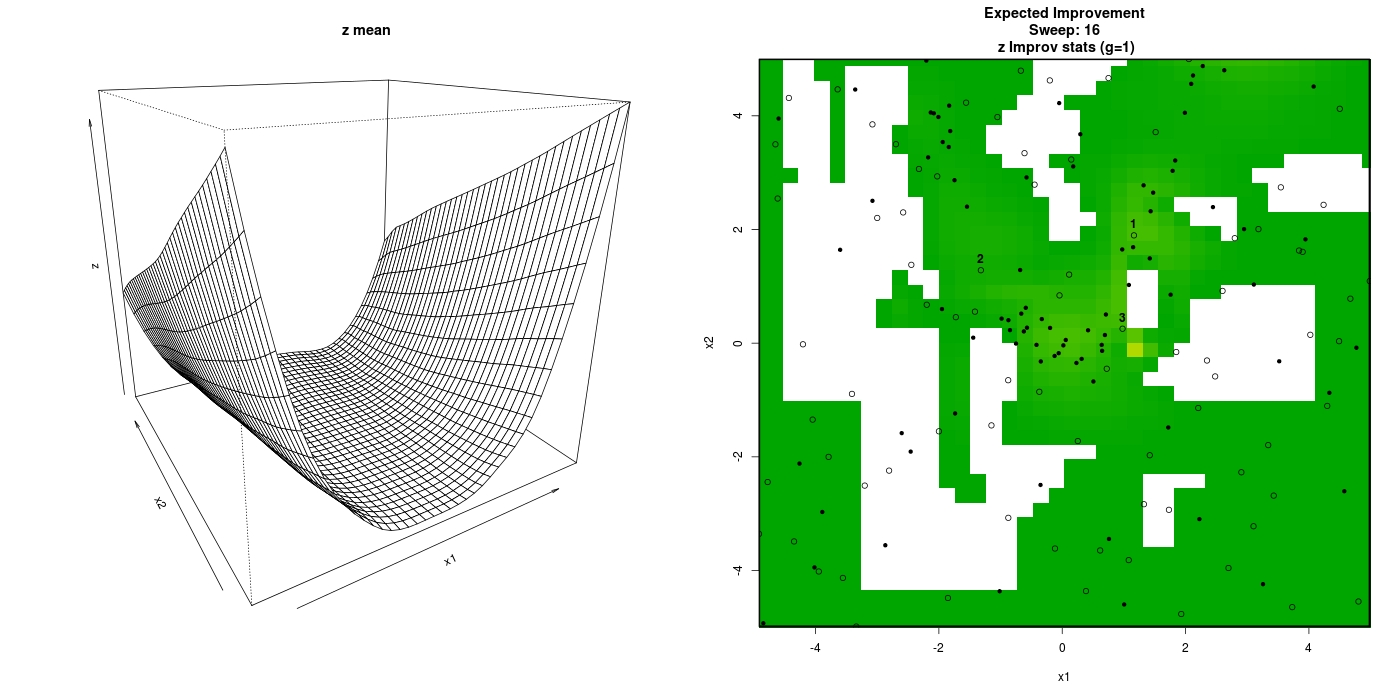 z mean
z
x2
x1
Expected Improvement
Sweep: 16
z Improv stats (g=1)
4
2
0
-2
-4
x2
1
2
3
-4
-2
0
2
4
x1